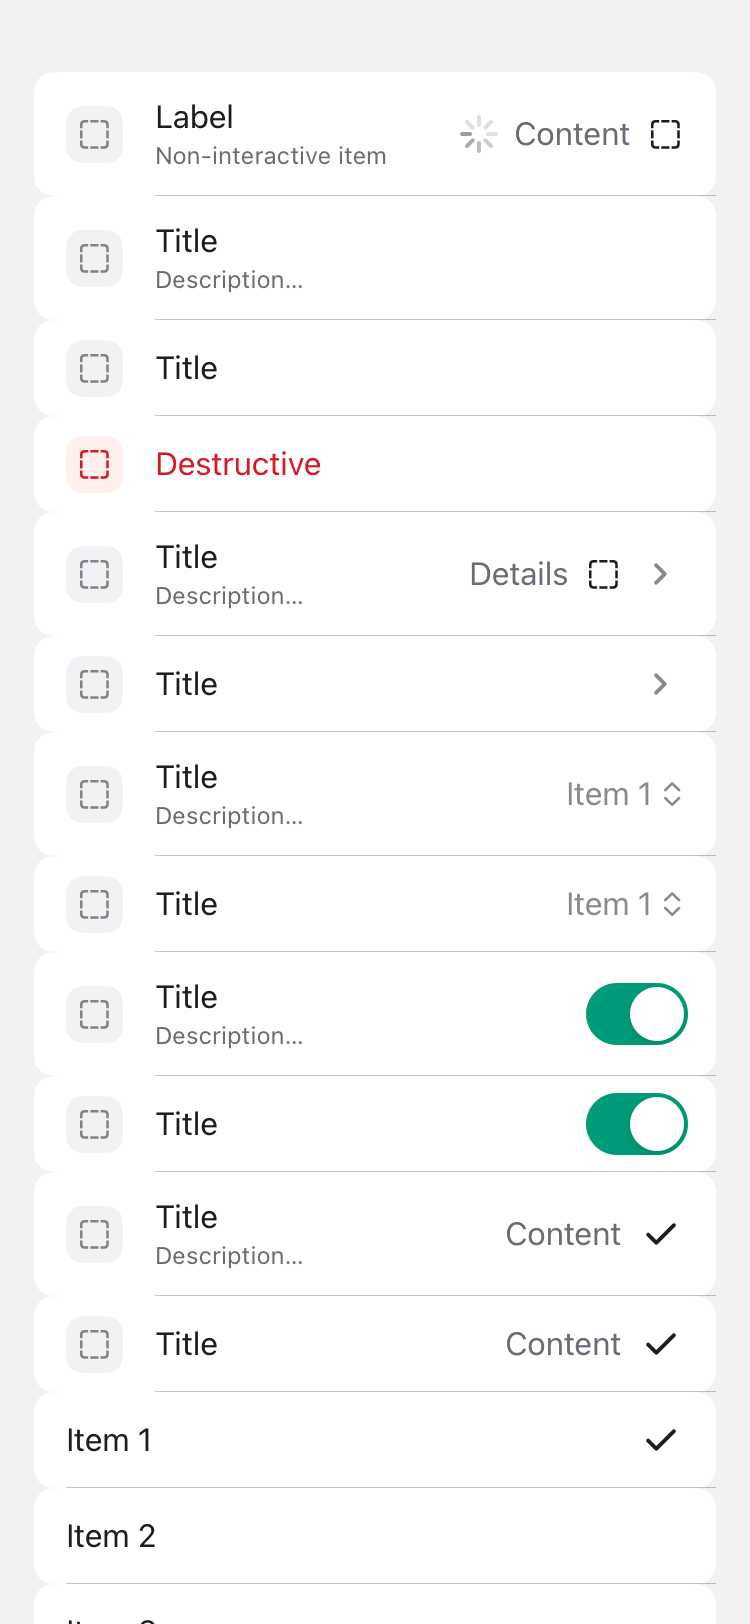 Label
Non-interactive item
Content
Title
Description...
Title
Destructive
Title
Description...
Details
Title
Title
Description...
Item 1
Title
Item 1
Title
Description...
Title
Title
Description...
Content
Title
Content
Item 1
Item 2